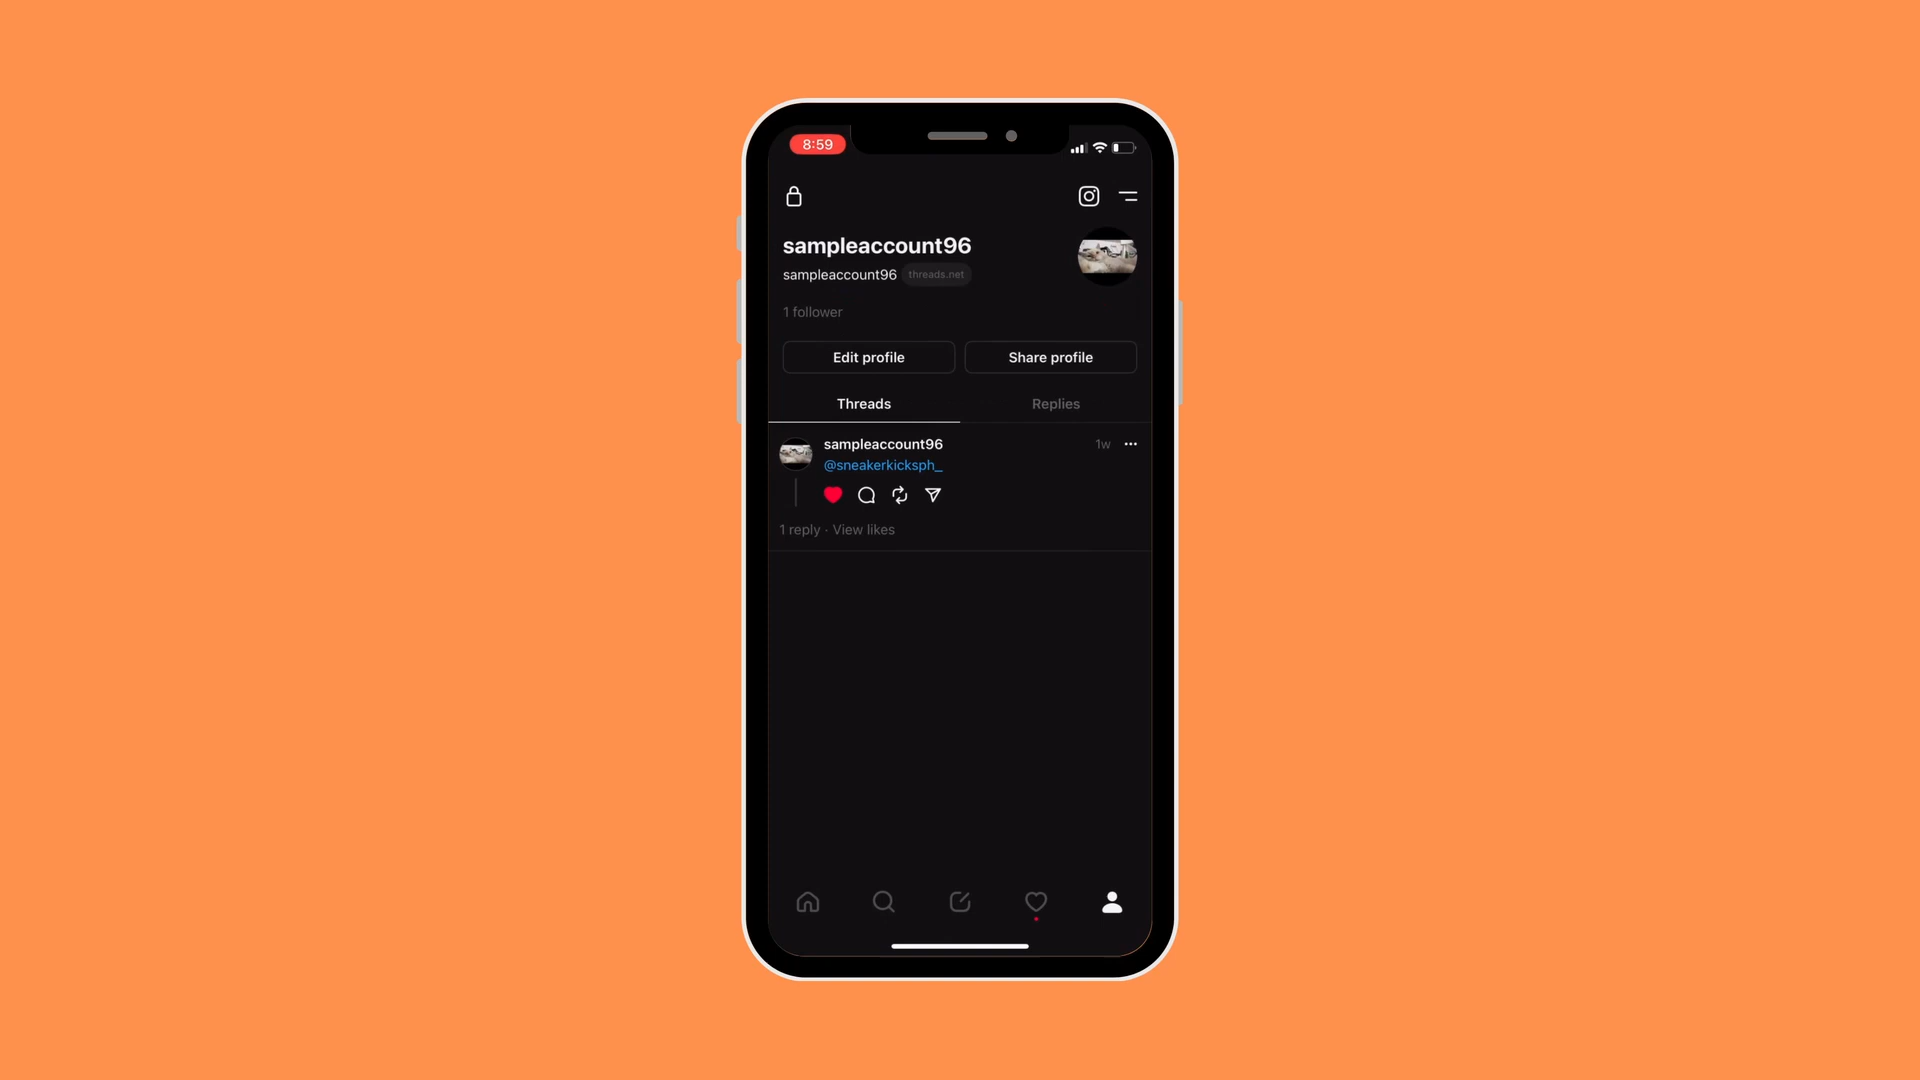 8:59
sampleaccount96
sampleaccount96 threads.net
1 follower
Edit profile Share profile
Threads Replies
sampleaccount96 1w
@sneakerkicksph_
1 reply · View likes